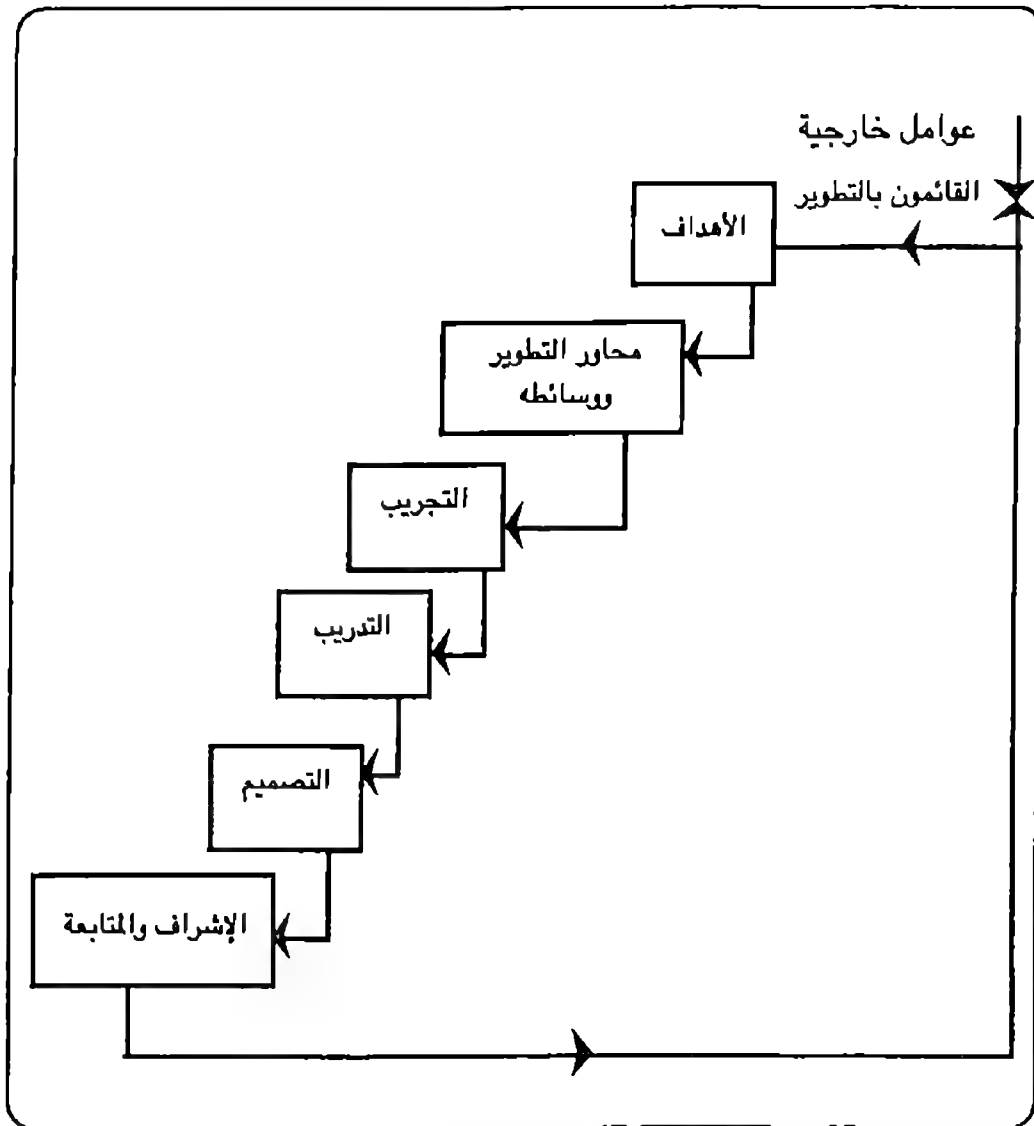 عوامل خارجية
القائمون بالتطوير
الأهداف
محاور التطوير
ووسائطه
التجريب
التدريب
التصميم
الإشراف والمتابعة